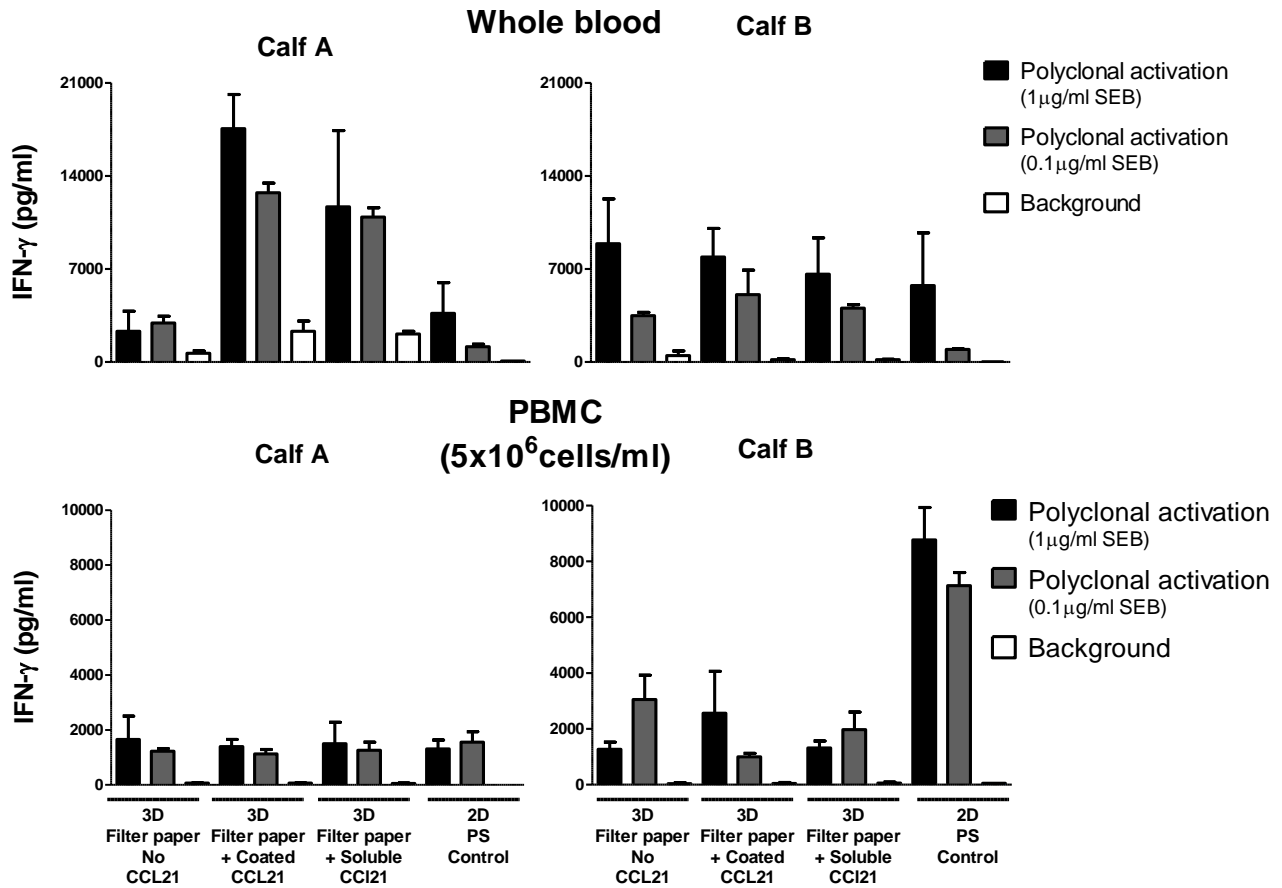 Whole blood
Calf A
Calf B
IFN-γ (pg/ml)
21000
14000
7000
0
21000
14000
7000
0
Polyclonal activation
(1μg/ml SEB)
Polyclonal activation
(0.1μg/ml SEB)
Background
PBMC
(5x10⁶cells/ml)
Calf A
Calf B
IFN-γ (pg/ml)
10000
8000
6000
4000
2000
0
10000
8000
6000
4000
2000
0
Polyclonal activation
(1μg/ml SEB)
Polyclonal activation
(0.1μg/ml SEB)
Background
3D
Filter paper
No
CCL21
3D
Filter paper
+ Coated
CCL21
3D
Filter paper
+ Soluble
CCl21
2D
PS
Control
3D
Filter paper
No
CCL21
3D
Filter paper
+ Coated
CCL21
3D
Filter paper
+ Soluble
CCl21
2D
PS
Control